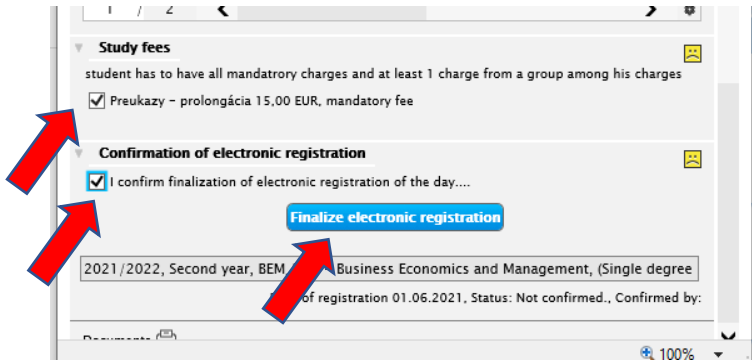 1 / 2
Study fees
student has to have all mandatrory charges and at least 1 charge from a group among his charges
Preukazy - prolongácia 15,00 EUR, mandatory fee
Confirmation of electronic registration
I confirm finalization of electronic registration of the day....
Finalize electronic registration
2021/2022, Second year, BEM Business Economics and Management, (Single degree
of registration 01.06.2021, Status: Not confirmed., Confirmed by:
Documents
100%